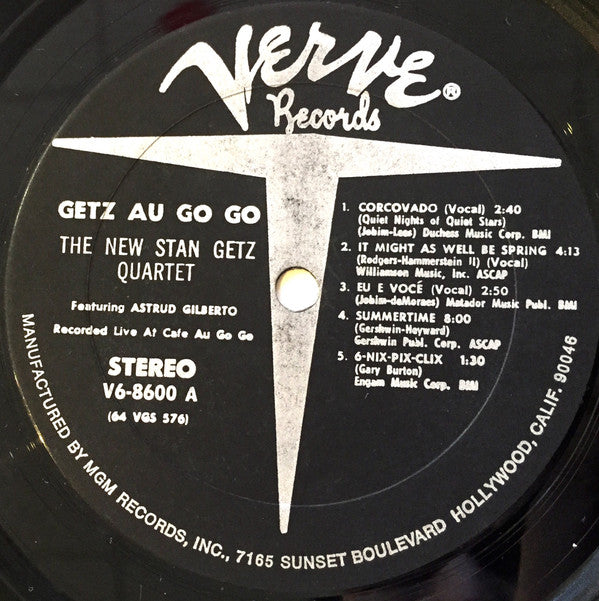 Verve®
Records
GETZ AU GO GO
THE NEW STAN GETZ
QUARTET
Featuring ASTRUD GILBERTO
Recorded Live At Cafe Au Go Go
STEREO
V6-8600 A
(64 VGS 576)
1. CORCOVADO (Vocal) 2:40
(Quiet Nights of Quiet Stars)
(Jobim-Lees) Duchess Music Corp. BMI
2. IT MIGHT AS WELL BE SPRING 4:13
(Rodgers-Hammerstein II) (Vocal)
Williamson Music, Inc. ASCAP
3. EU E VOCÉ (Vocal) 2:50
(Jobim-deMoraes) Matador Music Publ. BMI
4. SUMMERTIME 8:00
(Gershwin-Heyward)
Gershwin Publ. Corp. ASCAP
5. 6-NIX-PIX-CLIX 1:30
(Gary Burton)
Engam Music Corp. BMI
MANUFACTURED BY MGM RECORDS, INC., 7165 SUNSET BOULEVARD HOLLYWOOD, CALIF. 90046